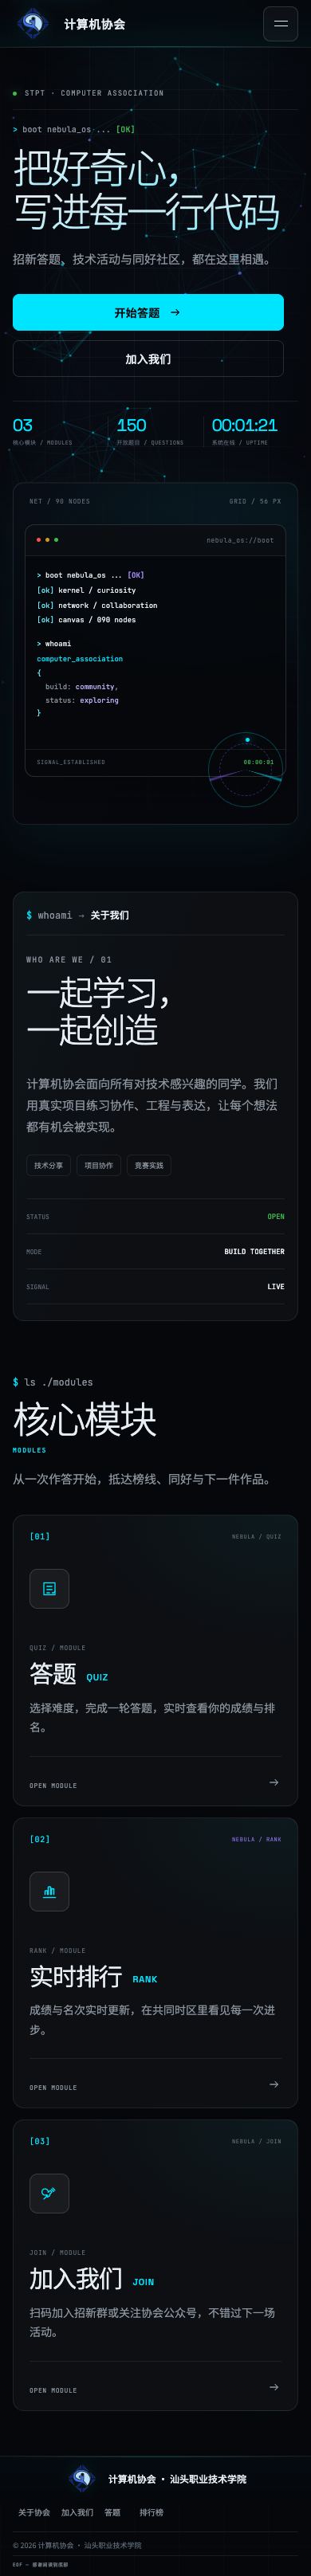 计算机协会
STPT · COMPUTER ASSOCIATION
> boot nebula_os ... [OK]
把好奇心，
写进每一行代码
招新答题、技术活动与同好社区，都在这里相遇。
开始答题 →
加入我们
03
核心模块 / MODULES
150
开放题目 / QUESTIONS
00:01:21
系统在线 / UPTIME
NET / 90 NODES
GRID / 56 PX
nebula_os://boot
> boot nebula_os ... [OK]
[ok] kernel / curiosity
[ok] network / collaboration
[ok] canvas / 090 nodes
> whoami
computer_association
{
build: community,
status: exploring
}
SIGNAL_ESTABLISHED
00:00:01
$ whoami → 关于我们
WHO ARE WE / 01
一起学习，
一起创造
计算机协会面向所有对技术感兴趣的同学。我们
用真实项目练习协作、工程与表达，让每个想法
都有机会被实现。
技术分享 项目协作 竞赛实践
STATUS OPEN
MODE BUILD TOGETHER
SIGNAL LIVE
$ ls ./modules
核心模块
MODULES
从一次作答开始，抵达榜线、同好与下一件作品。
[01] NEBULA / QUIZ
QUIZ / MODULE
答题 QUIZ
选择难度，完成一轮答题，实时查看你的成绩与排
名。
OPEN MODULE →
[02] NEBULA / RANK
RANK / MODULE
实时排行 RANK
成绩与名次实时更新，在共同时区里看见每一次进
步。
OPEN MODULE →
[03] NEBULA / JOIN
JOIN / MODULE
加入我们 JOIN
扫码加入招新群或关注协会公众号，不错过下一场
活动。
OPEN MODULE →
计算机协会 · 汕头职业技术学院
关于协会 加入我们 答题 排行榜
© 2026 计算机协会 · 汕头职业技术学院